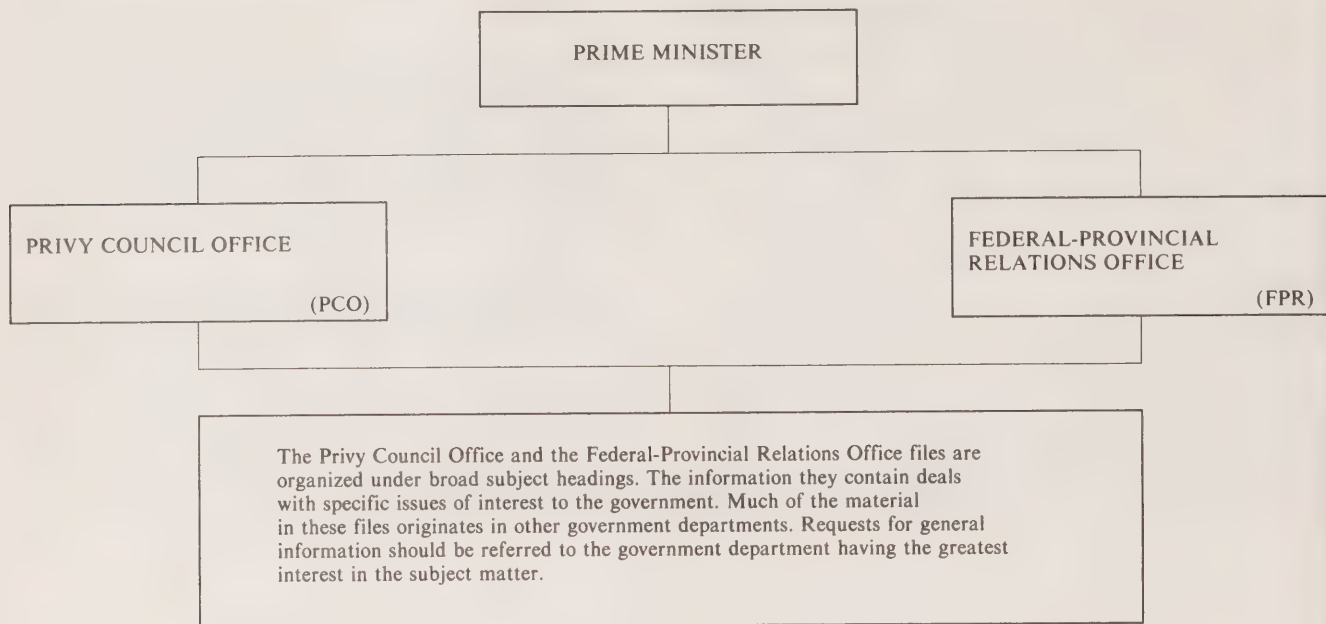 PRIME MINISTER
PRIVY COUNCIL OFFICE
(PCO)
FEDERAL-PROVINCIAL
RELATIONS OFFICE
(FPR)
The Privy Council Office and the Federal-Provincial Relations Office files are
organized under broad subject headings. The information they contain deals
with specific issues of interest to the government. Much of the material
in these files originates in other government departments. Requests for general
information should be referred to the government department having the greatest
interest in the subject matter.